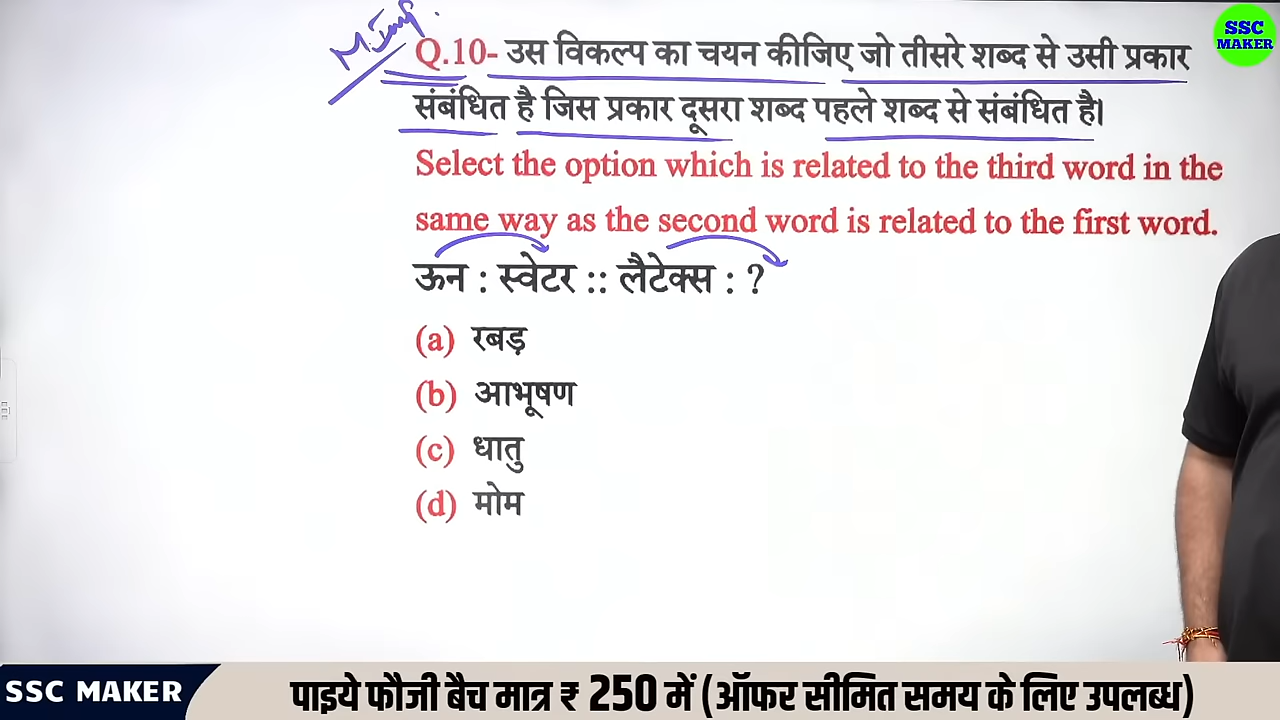 SSC
MAKER
M. Imp.
Q.10- उस विकल्प का चयन कीजिए जो तीसरे शब्द से उसी प्रकार
संबंधित है जिस प्रकार दूसरा शब्द पहले शब्द से संबंधित है।
Select the option which is related to the third word in the
same way as the second word is related to the first word.
ऊन : स्वेटर :: लैटेक्स : ?
(a) रबड़
(b) आभूषण
(c) धातु
(d) मोम
SSC MAKER
पाइये फौजी बैच मात्र ₹ 250 में (ऑफर सीमित समय के लिए उपलब्ध)